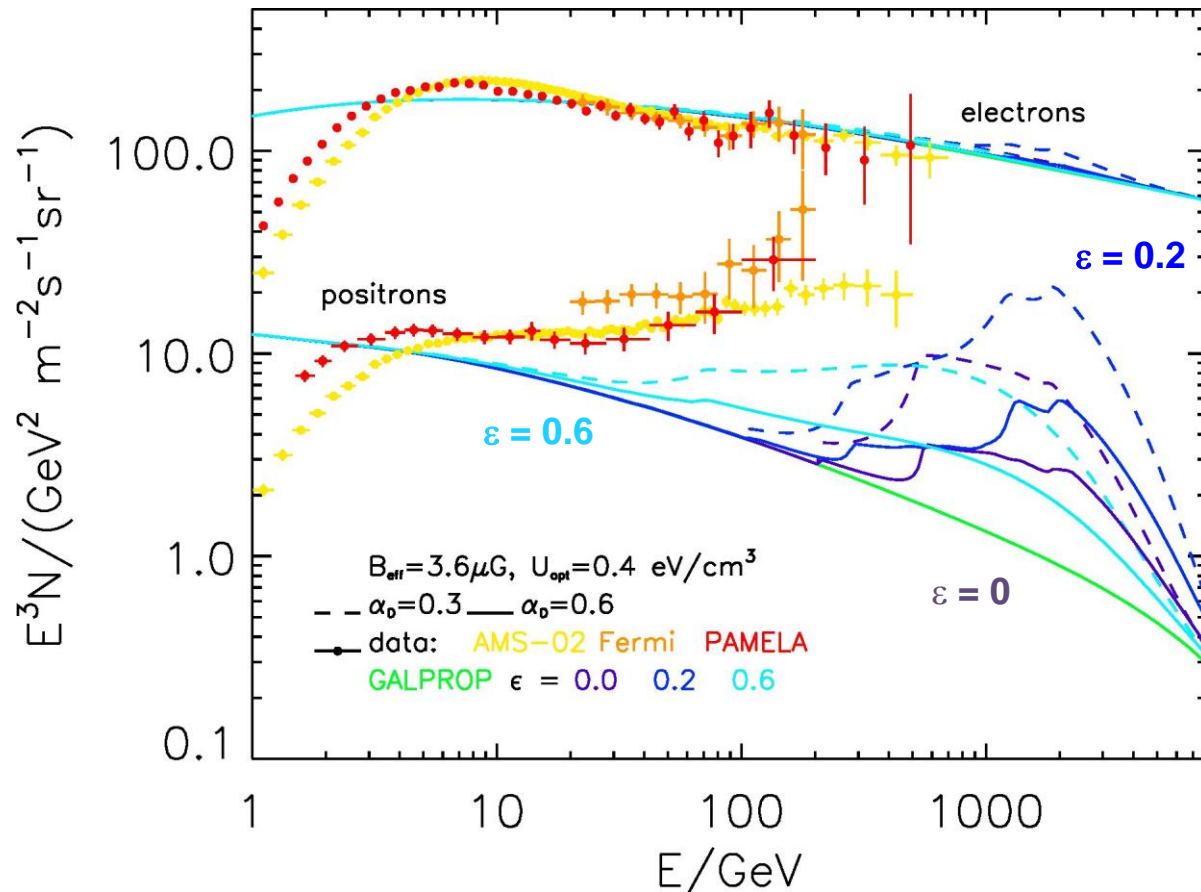 E³N/(GeV² m⁻²s⁻¹sr⁻¹)
100.0
10.0
1.0
0.1
electrons
ε = 0.2
positrons
ε = 0.6
ε = 0
B_eff=3.6μG, U_opt=0.4 eV/cm³
α_D=0.3 α_D=0.6
data: AMS-02 Fermi PAMELA
GALPROP ϵ = 0.0 0.2 0.6
1 10 100 1000
E/GeV